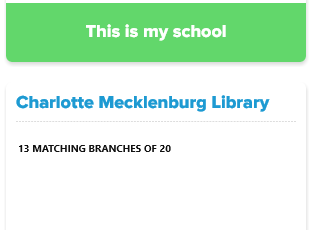 This is my school
Charlotte Mecklenburg Library
13 MATCHING BRANCHES OF 20